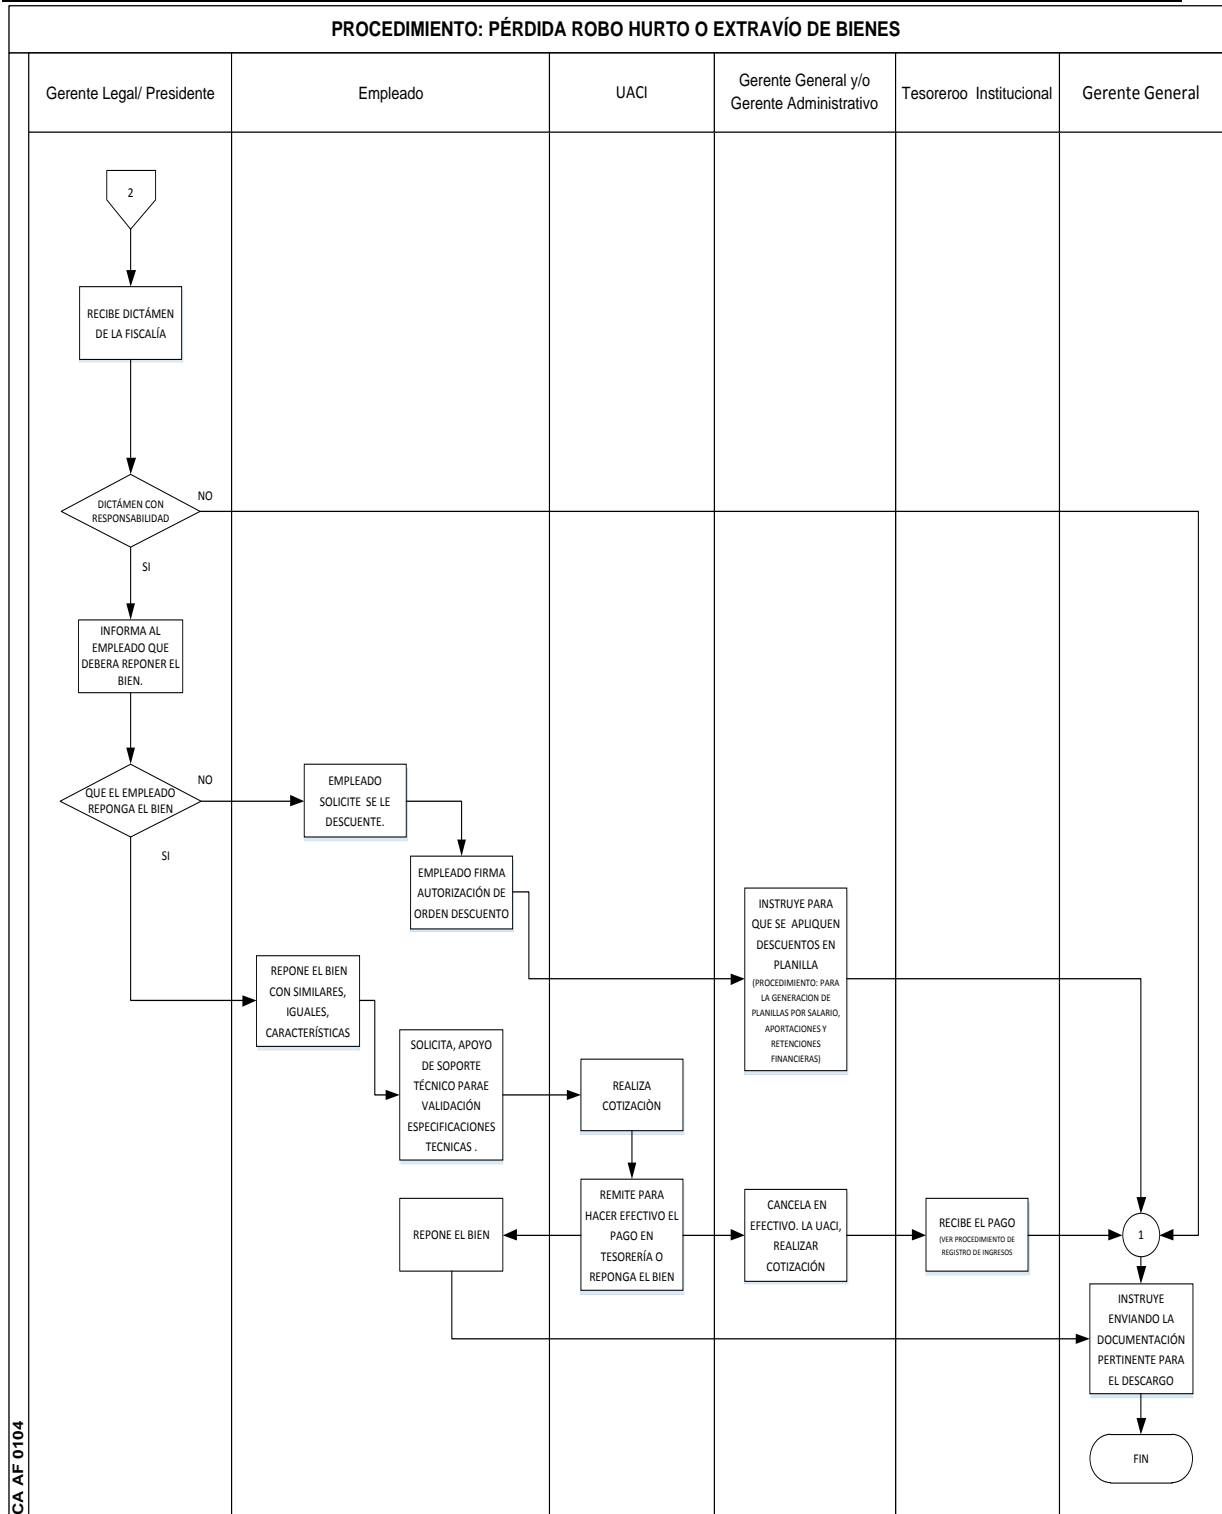 PROCEDIMIENTO: PÉRDIDA ROBO HURTO O EXTRAVÍO DE BIENES
Gerente Legal/ Presidente
Empleado
UACI
Gerente General y/o
Gerente Administrativo
Tesoreroo Institucional
Gerente General
2
RECIBE DICTÁMEN
DE LA FISCALÍA
DICTÁMEN CON
RESPONSABILIDAD
NO
SI
INFORMA AL
EMPLEADO QUE
DEBERA REPONER EL
BIEN.
QUE EL EMPLEADO
REPONGA EL BIEN
NO
SI
EMPLEADO
SOLICITE SE LE
DESCUENTE.
EMPLEADO FIRMA
AUTORIZACIÓN DE
ORDEN DESCUENTO
INSTRUYE PARA
QUE SE APLIQUEN
DESCUENTOS EN
PLANILLA
(PROCEDIMIENTO: PARA
LA GENERACION DE
PLANILLAS POR SALARIO,
APORTACIONES Y
RETENCIONES
FINANCIERAS)
REPONE EL BIEN
CON SIMILARES,
IGUALES,
CARACTERÍSTICAS
SOLICITA, APOYO
DE SOPORTE
TÉCNICO PARAE
VALIDACIÓN
ESPECIFICACIONES
TECNICAS .
REALIZA
COTIZACIÒN
REMITE PARA
HACER EFECTIVO EL
PAGO EN
TESORERÍA O
REPONGA EL BIEN
REPONE EL BIEN
CANCELA EN
EFECTIVO. LA UACI,
REALIZAR
COTIZACIÓN
RECIBE EL PAGO
(VER PROCEDIMIENTO DE
REGISTRO DE INGRESOS
1
INSTRUYE
ENVIANDO LA
DOCUMENTACIÓN
PERTINENTE PARA
EL DESCARGO
FIN
CA AF 0104